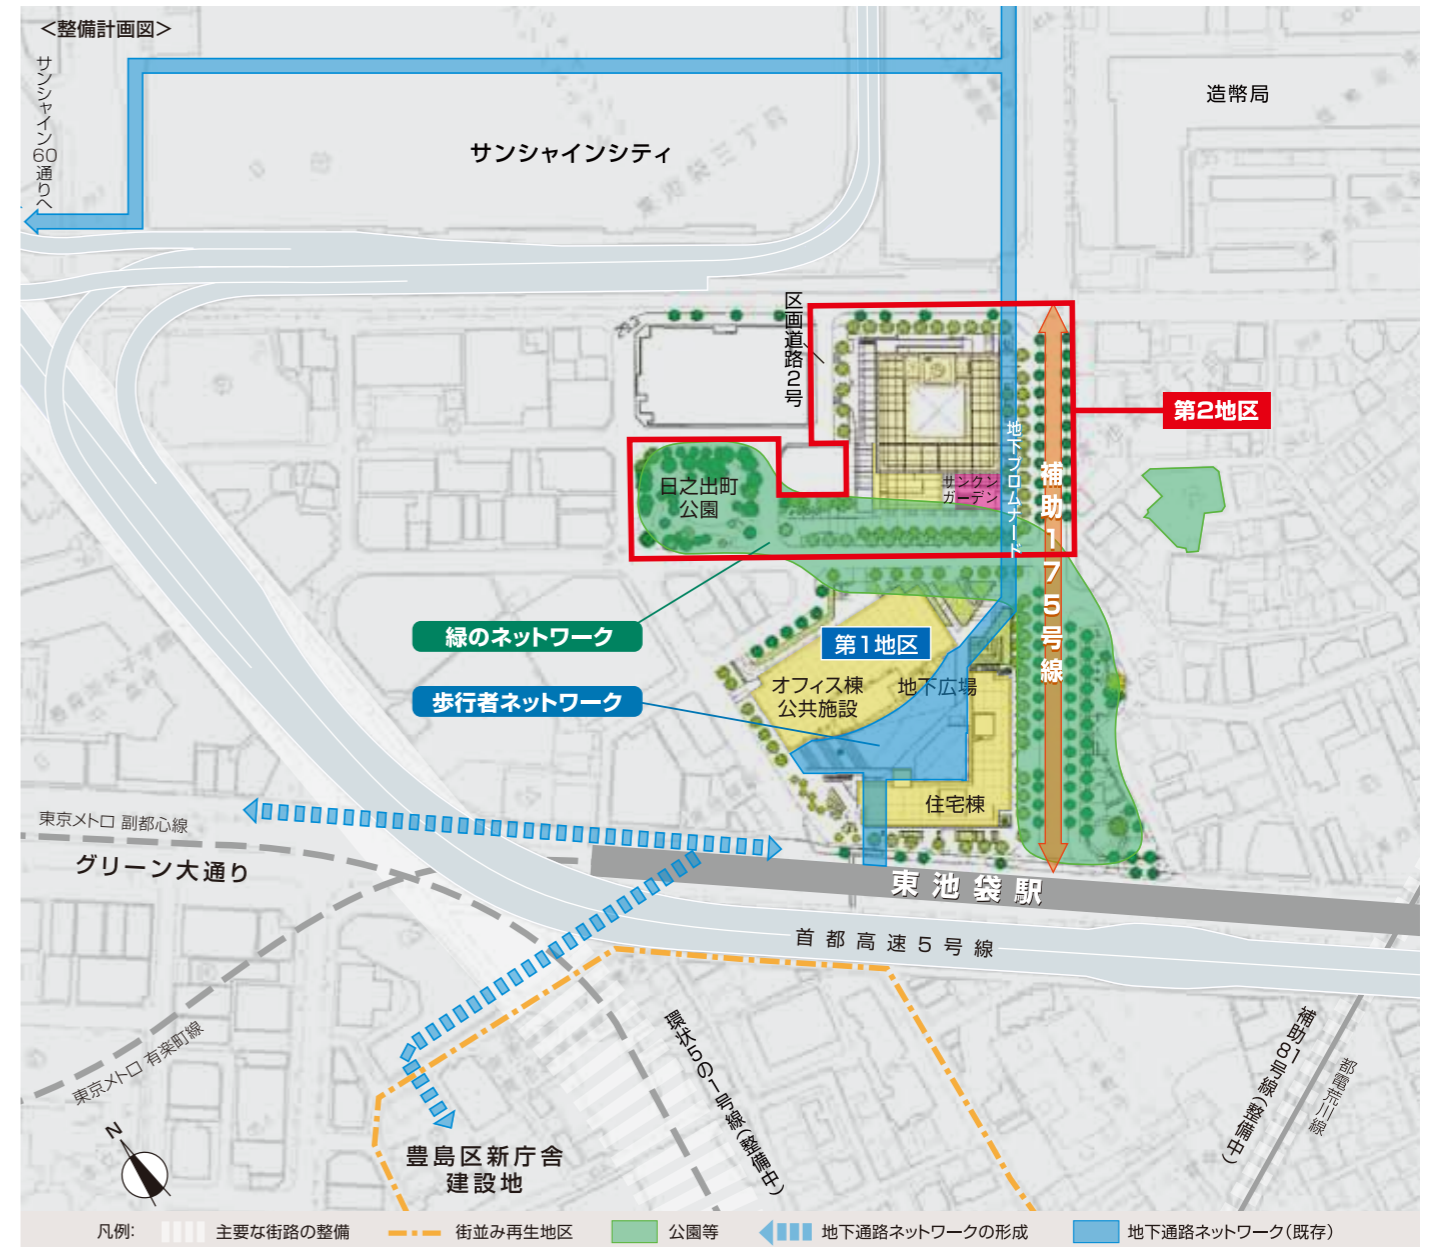 ＜整備計画図＞
サンシャイン60通りへ
サンシャインシティ
造幣局
区画道路2号
第2地区
地下プロムナード
補助175号線
日之出町
公園
サンクン
ガーデン
緑のネットワーク
第1地区
歩行者ネットワーク
オフィス棟
公共施設
地下広場
住宅棟
東京メトロ 副都心線
グリーン大通り
東池袋駅
首都高速5号線
東京メトロ 有楽町線
環状5の1号線(整備中)
補助81号線(整備中)
都電荒川線
N
豊島区新庁舎
建設地
凡例:
主要な街路の整備
街並み再生地区
公園等
地下通路ネットワークの形成
地下通路ネットワーク(既存)